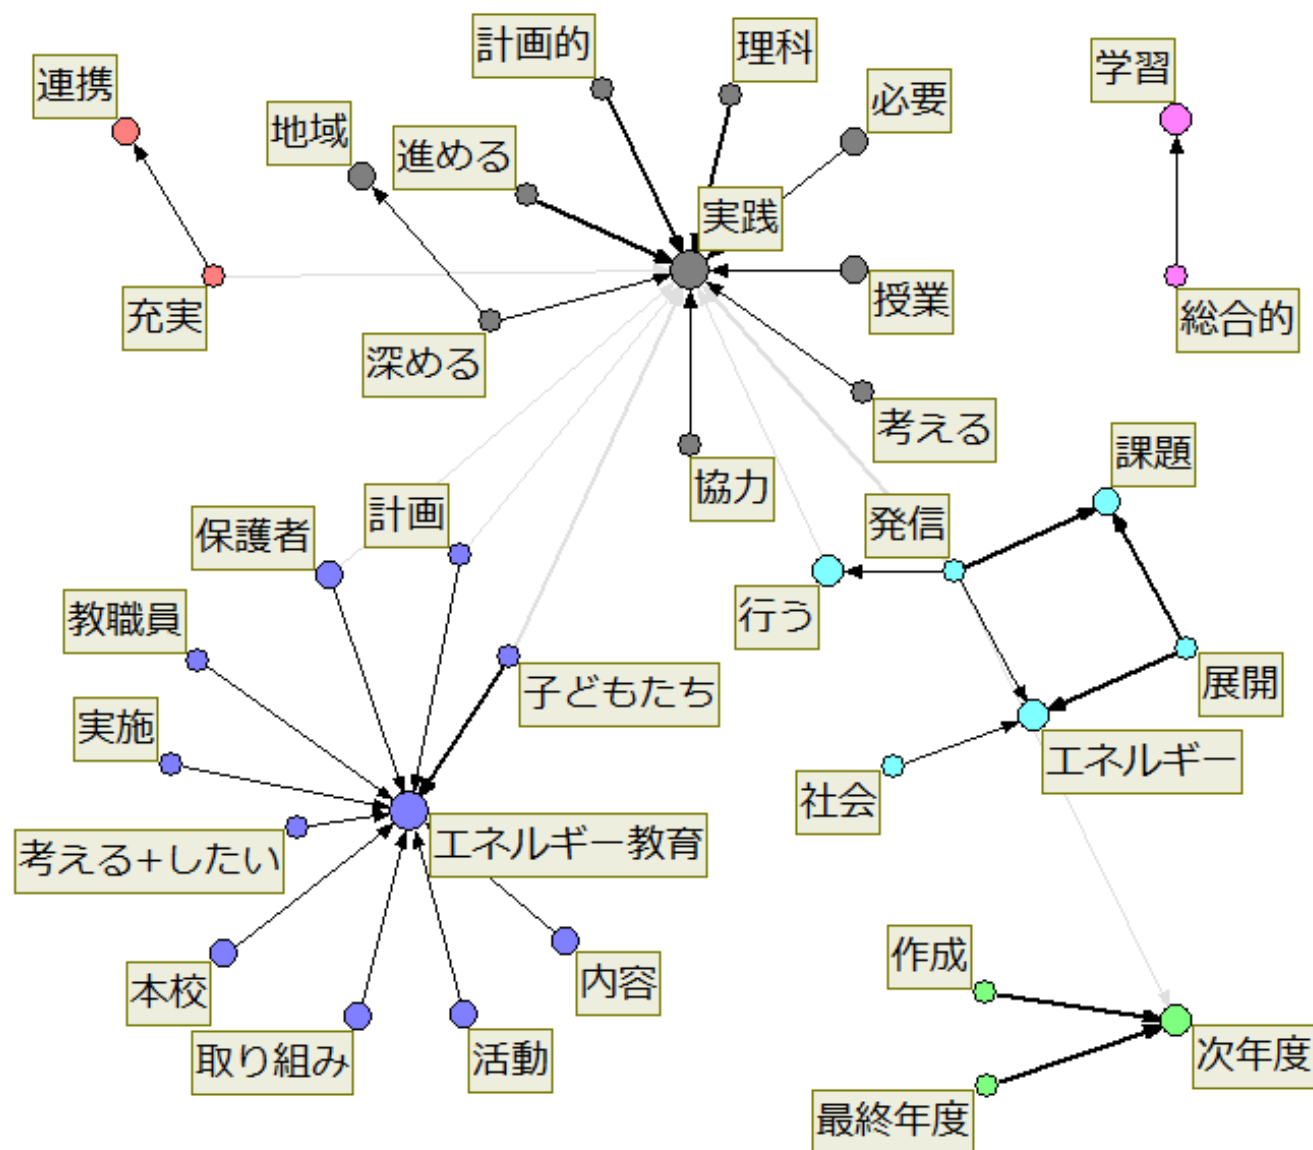 計画的
理科
学習
連携
必要
地域
進める
実践
授業
充実
総合的
深める
考える
協力
課題
計画
保護者
発信
教職員
行う
子どもたち
展開
実施
エネルギー
社会
エネルギー教育
考える+したい
作成
内容
本校
取り組み
活動
次年度
最終年度